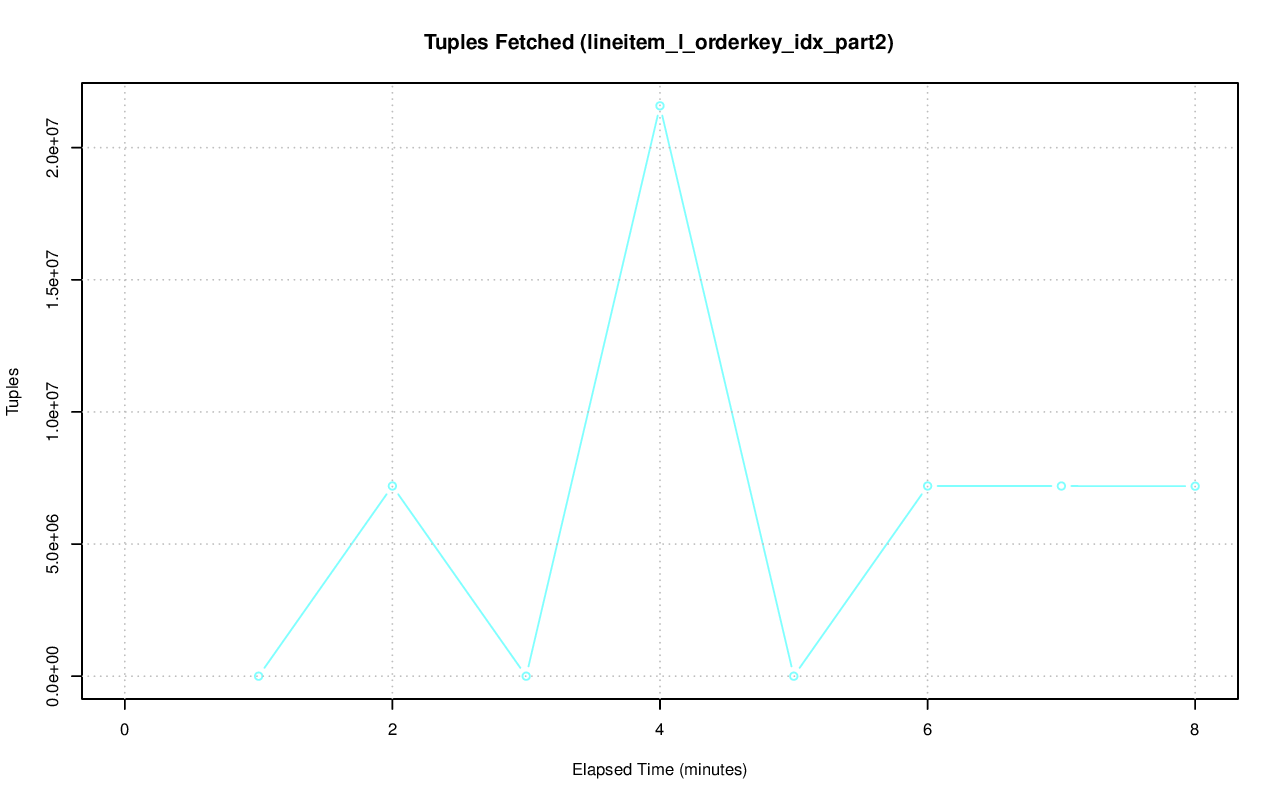 Tuples Fetched (lineitem_l_orderkey_idx_part2)
Tuples
2.0e+07
1.5e+07
1.0e+07
5.0e+06
0.0e+00
0 2 4 6 8
Elapsed Time (minutes)